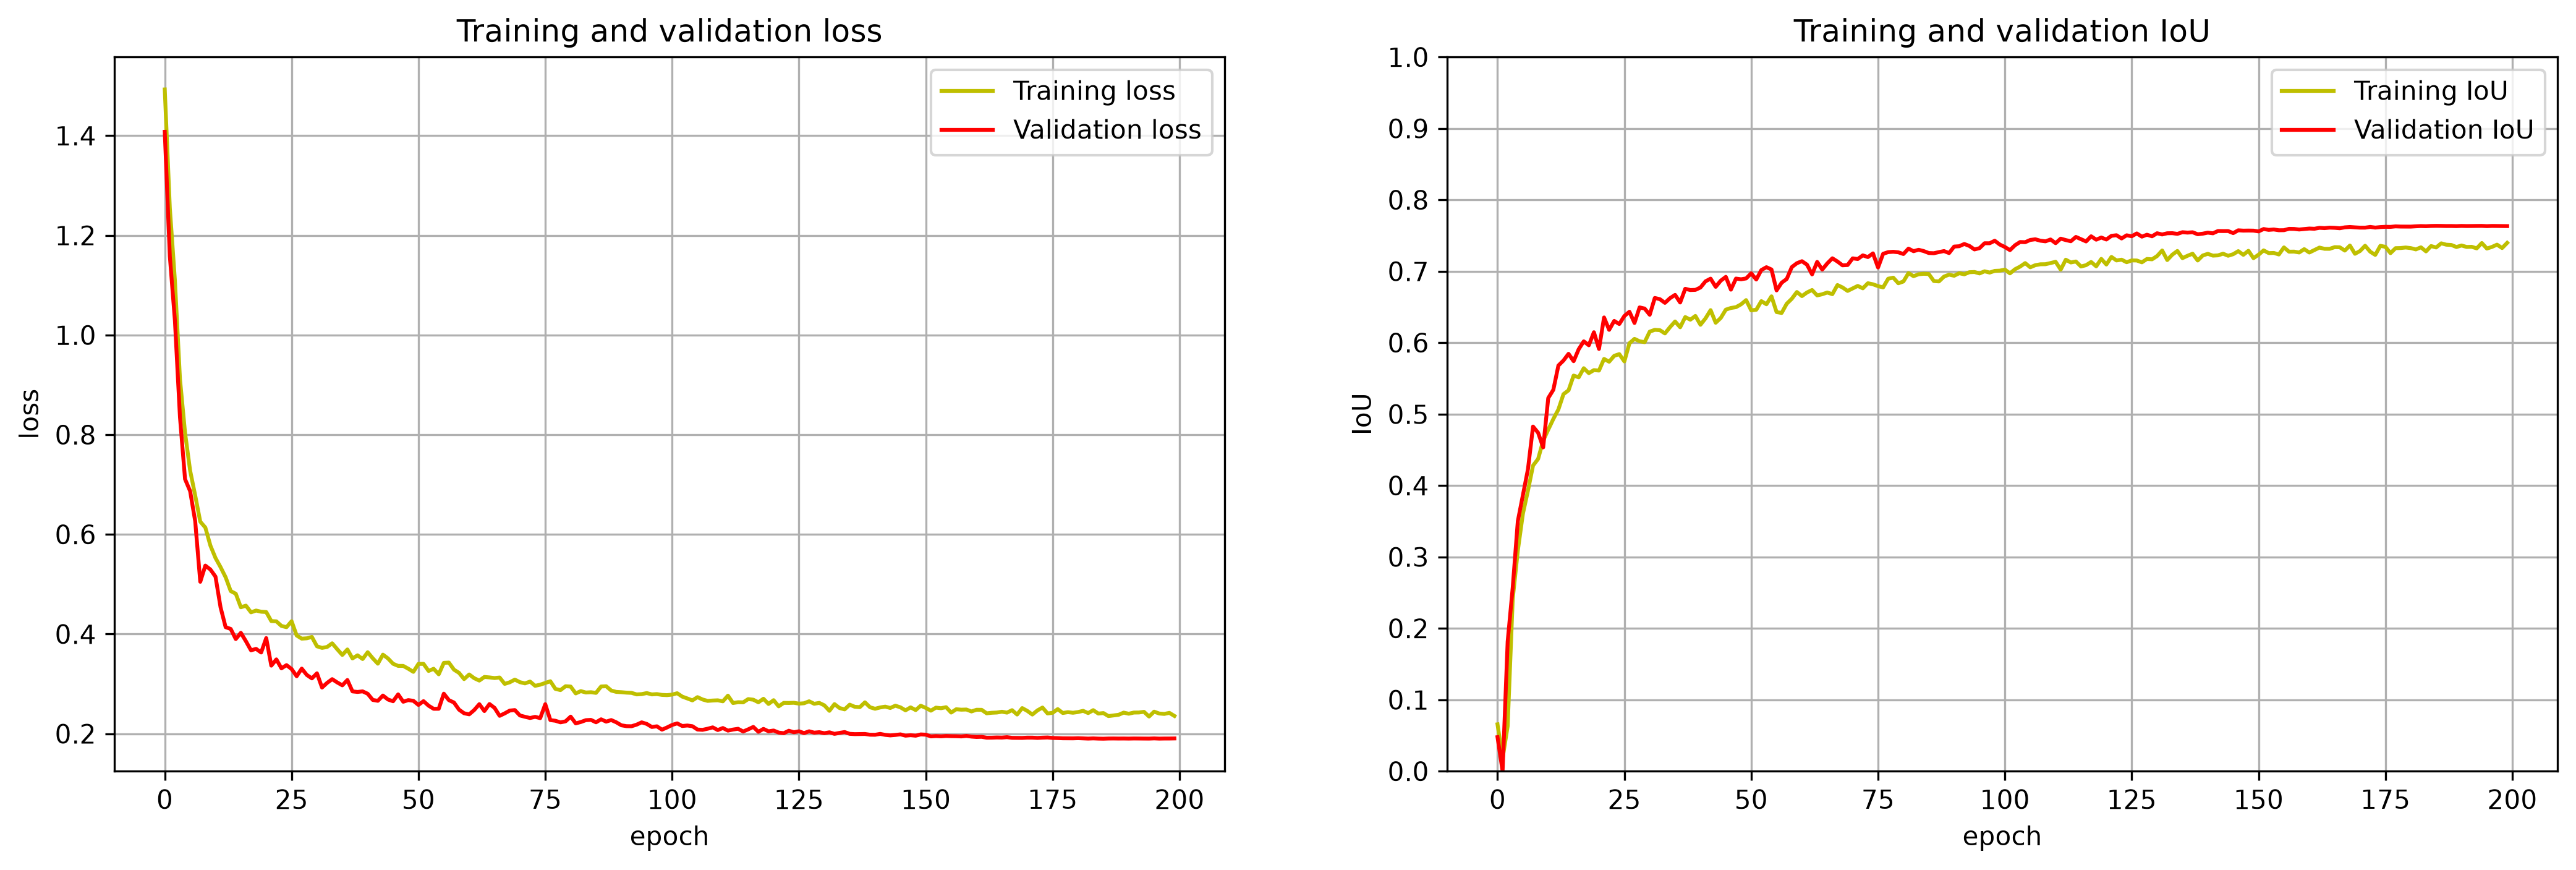 Training and validation loss
Training loss
Validation loss
1.4
1.2
1.0
0.8
0.6
0.4
0.2
loss
0 25 50 75 100 125 150 175 200
epoch
Training and validation IoU
Training IoU
Validation IoU
1.0
0.9
0.8
0.7
0.6
0.5
0.4
0.3
0.2
0.1
0.0
IoU
0 25 50 75 100 125 150 175 200
epoch